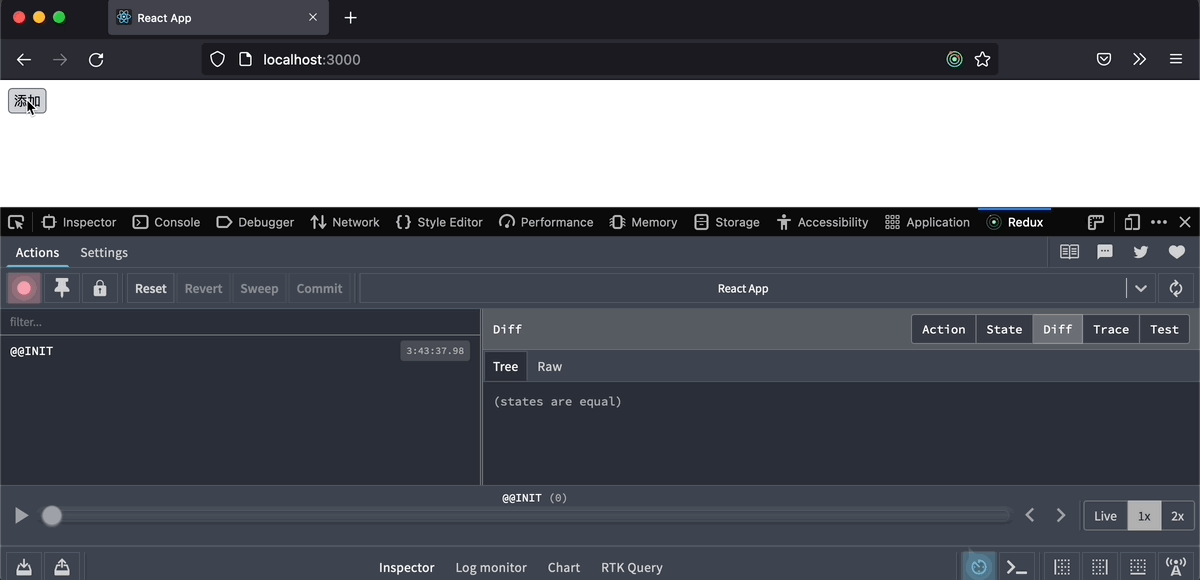 React App
localhost:3000
添加
Inspector Console Debugger Network Style Editor Performance Memory Storage Accessibility Application Redux
Actions Settings
Reset Revert Sweep Commit React App
filter...
Diff Action State Diff Trace Test
@@INIT 3:43:37.98
Tree Raw
(states are equal)
@@INIT (0)
Live 1x 2x
Inspector Log monitor Chart RTK Query